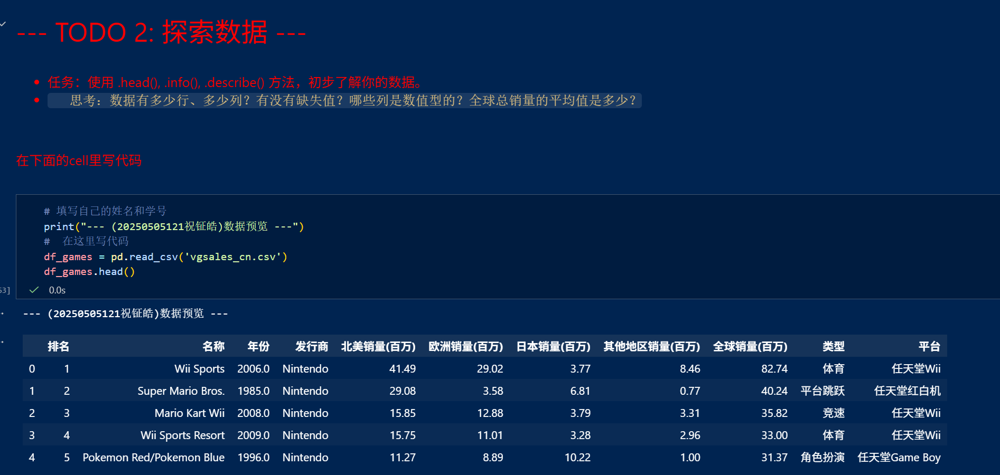 --- TODO 2: 探索数据 ---
任务：使用 .head(), .info(), .describe() 方法，初步了解你的数据。
思考：数据有多少行、多少列？有没有缺失值？哪些列是数值型的？全球总销量的平均值是多少？
在下面的cell里写代码
# 填写自己的姓名和学号
print("--- (20250505121祝钲皓)数据预览 ---")
#  在这里写代码
df_games = pd.read_csv('vgsales_cn.csv')
df_games.head()
53] 0.0s
--- (20250505121祝钲皓)数据预览 ---
排名 名称 年份 发行商 北美销量(百万) 欧洲销量(百万) 日本销量(百万) 其他地区销量(百万) 全球销量(百万) 类型 平台
0 1 Wii Sports 2006.0 Nintendo 41.49 29.02 3.77 8.46 82.74 体育 任天堂Wii
1 2 Super Mario Bros. 1985.0 Nintendo 29.08 3.58 6.81 0.77 40.24 平台跳跃 任天堂红白机
2 3 Mario Kart Wii 2008.0 Nintendo 15.85 12.88 3.79 3.31 35.82 竞速 任天堂Wii
3 4 Wii Sports Resort 2009.0 Nintendo 15.75 11.01 3.28 2.96 33.00 体育 任天堂Wii
4 5 Pokemon Red/Pokemon Blue 1996.0 Nintendo 11.27 8.89 10.22 1.00 31.37 角色扮演 任天堂Game Boy